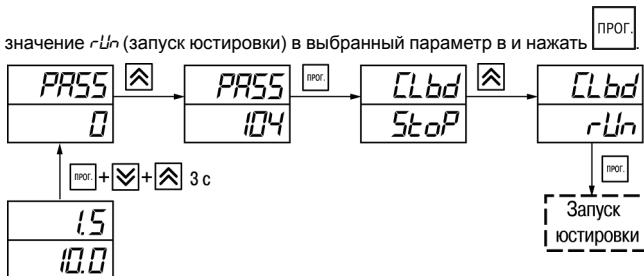 значение rUn (запуск юстировки) в выбранный параметр в и нажать ПРОГ.
PASS
0
PASS
104
ПРОГ.
CLbd
StoP
CLbd
rUn
ПРОГ. + + 3 с
ПРОГ.
1.5
10.0
Запуск
юстировки